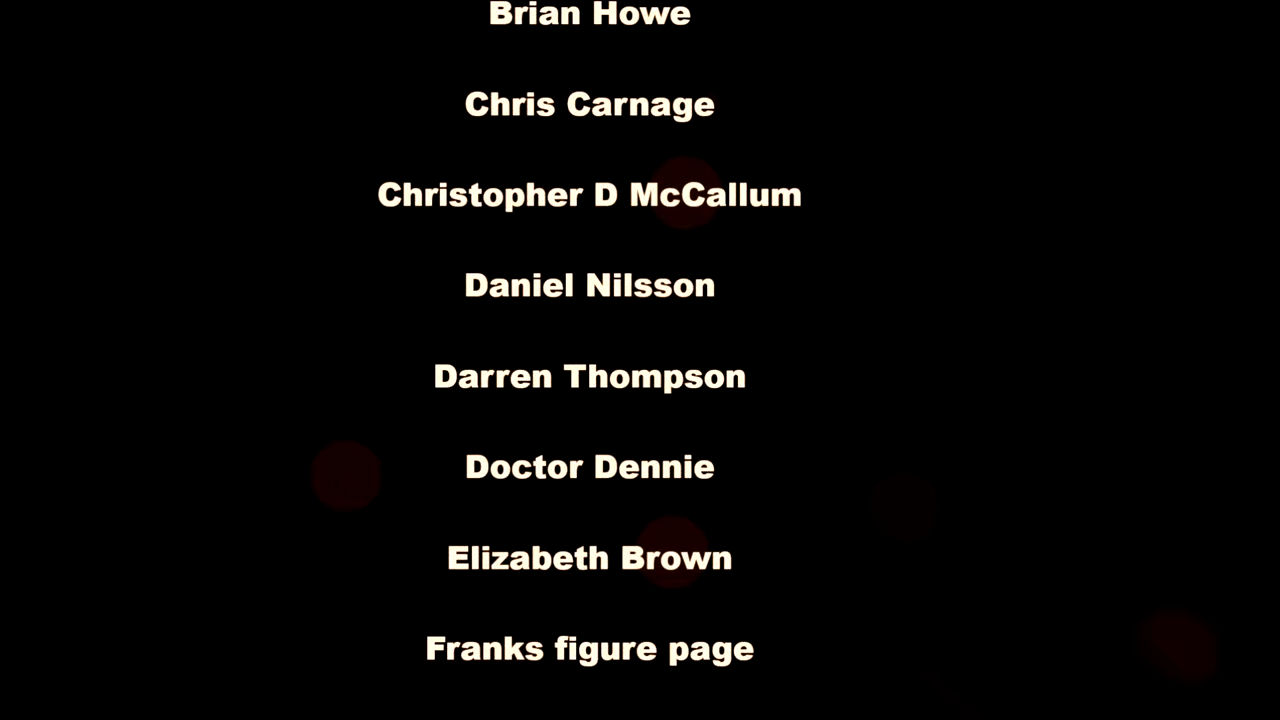 Brian Howe
Chris Carnage
Christopher D McCallum
Daniel Nilsson
Darren Thompson
Doctor Dennie
Elizabeth Brown
Franks figure page